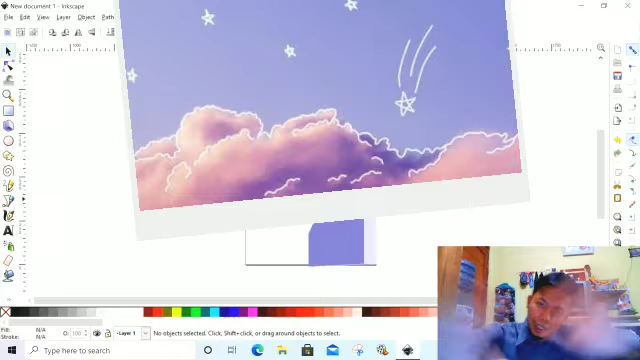 New document 1 - Inkscape
File Edit View Layer Object Path
Fill: N/A
Stroke: N/A
O: 100
Layer 1
No objects selected. Click, Shift+click, or drag around objects to select.
Type here to search